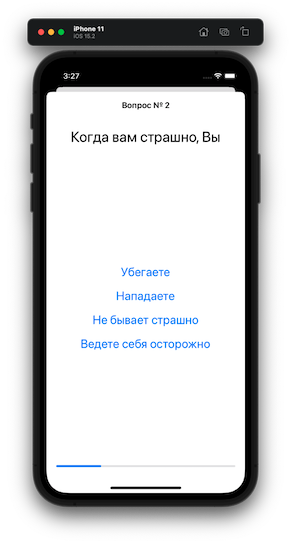 iPhone 11
iOS 15.2
3:27
Вопрос № 2
Когда вам страшно, Вы
Убегаете
Нападаете
Не бывает страшно
Ведете себя осторожно